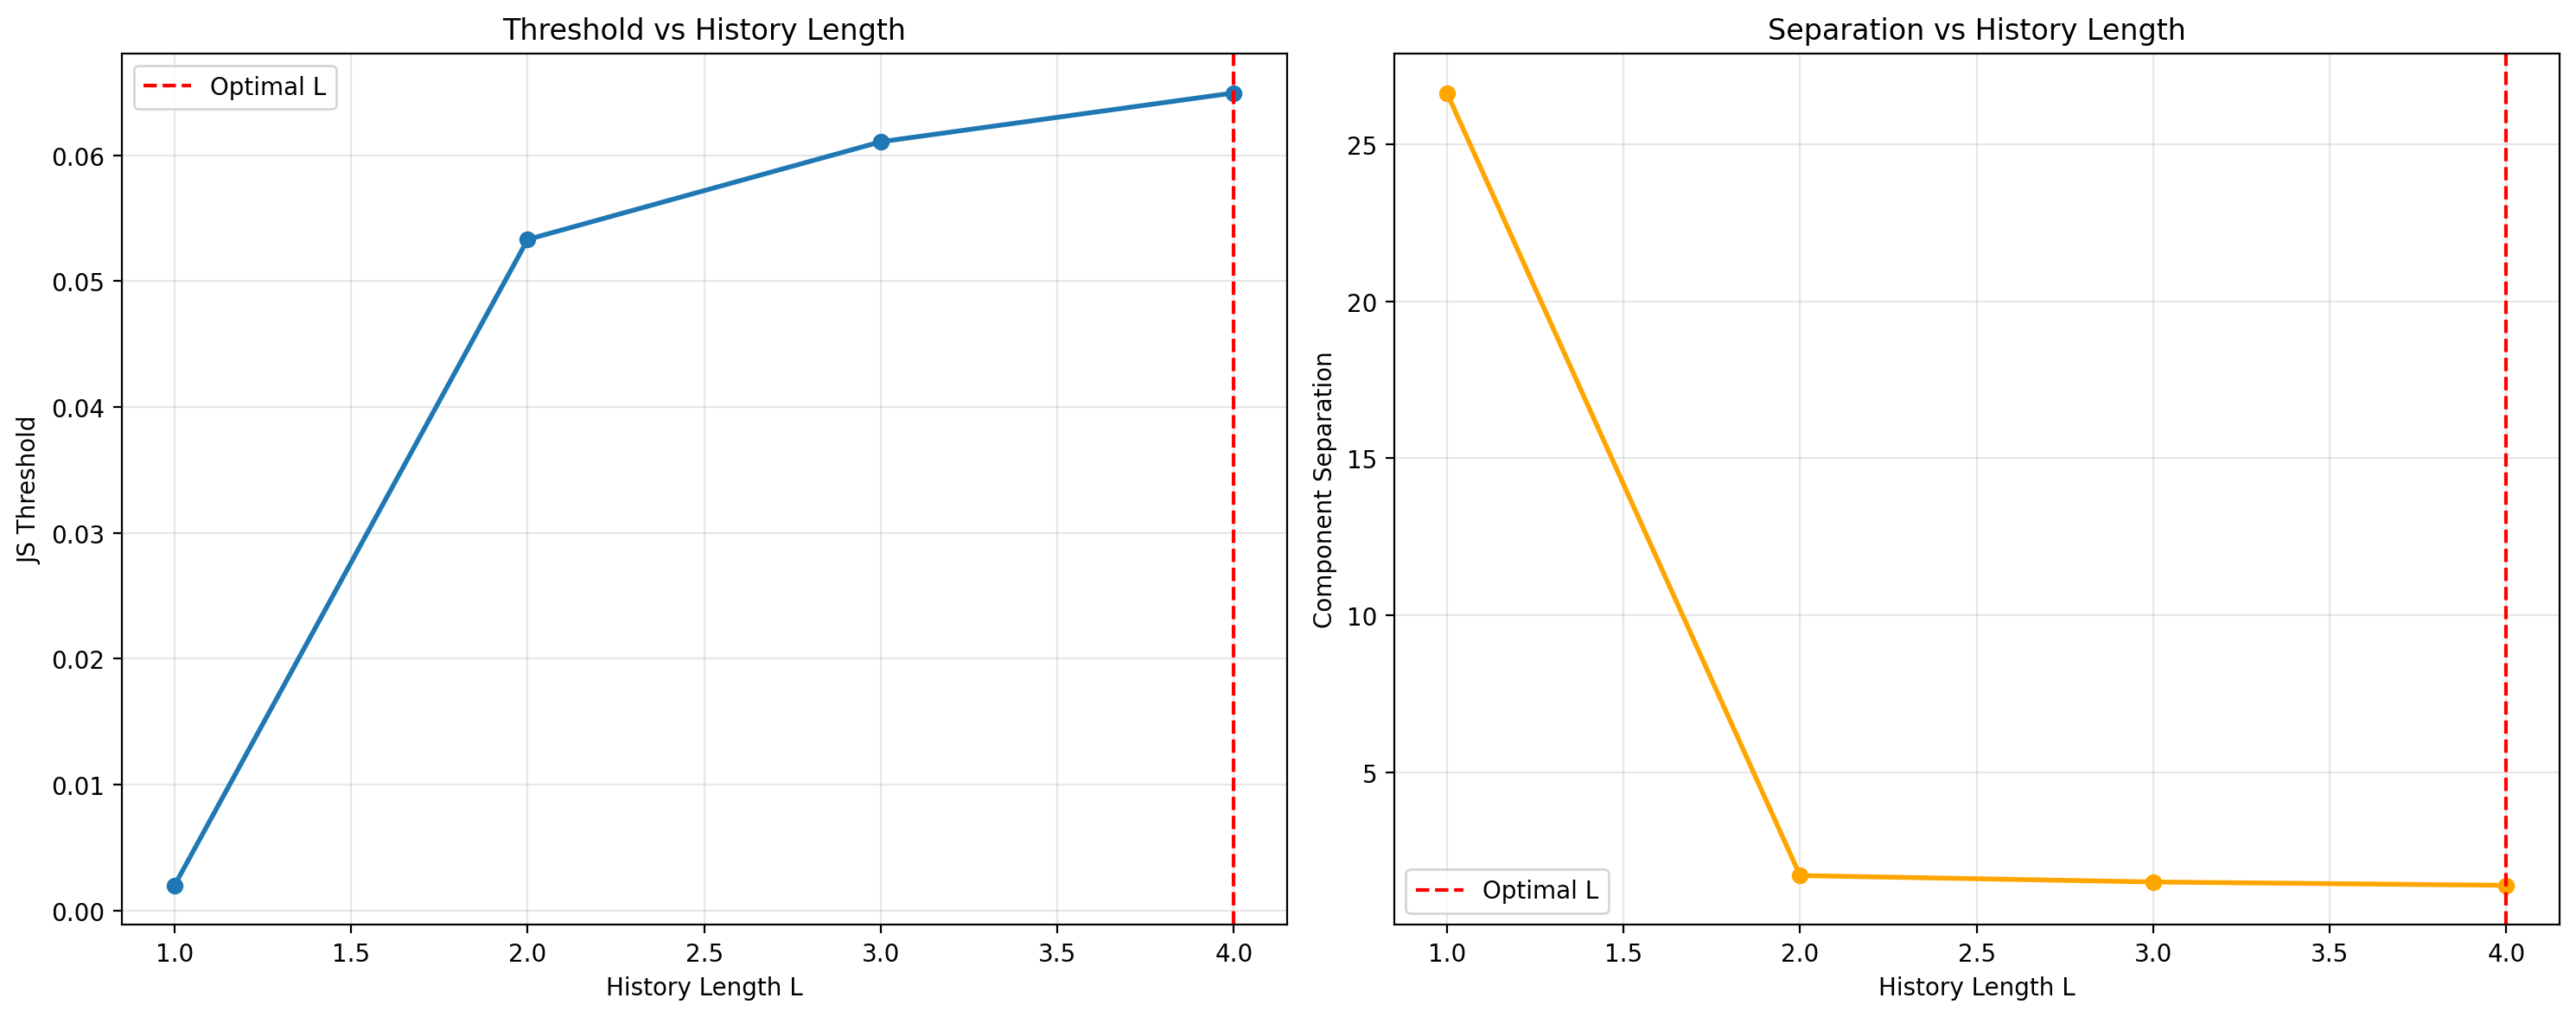 Threshold vs History Length
Optimal L
JS Threshold
0.06
0.05
0.04
0.03
0.02
0.01
0.00
1.0 1.5 2.0 2.5 3.0 3.5 4.0
History Length L
Separation vs History Length
Component Separation
25
20
15
10
5
Optimal L
1.0 1.5 2.0 2.5 3.0 3.5 4.0
History Length L